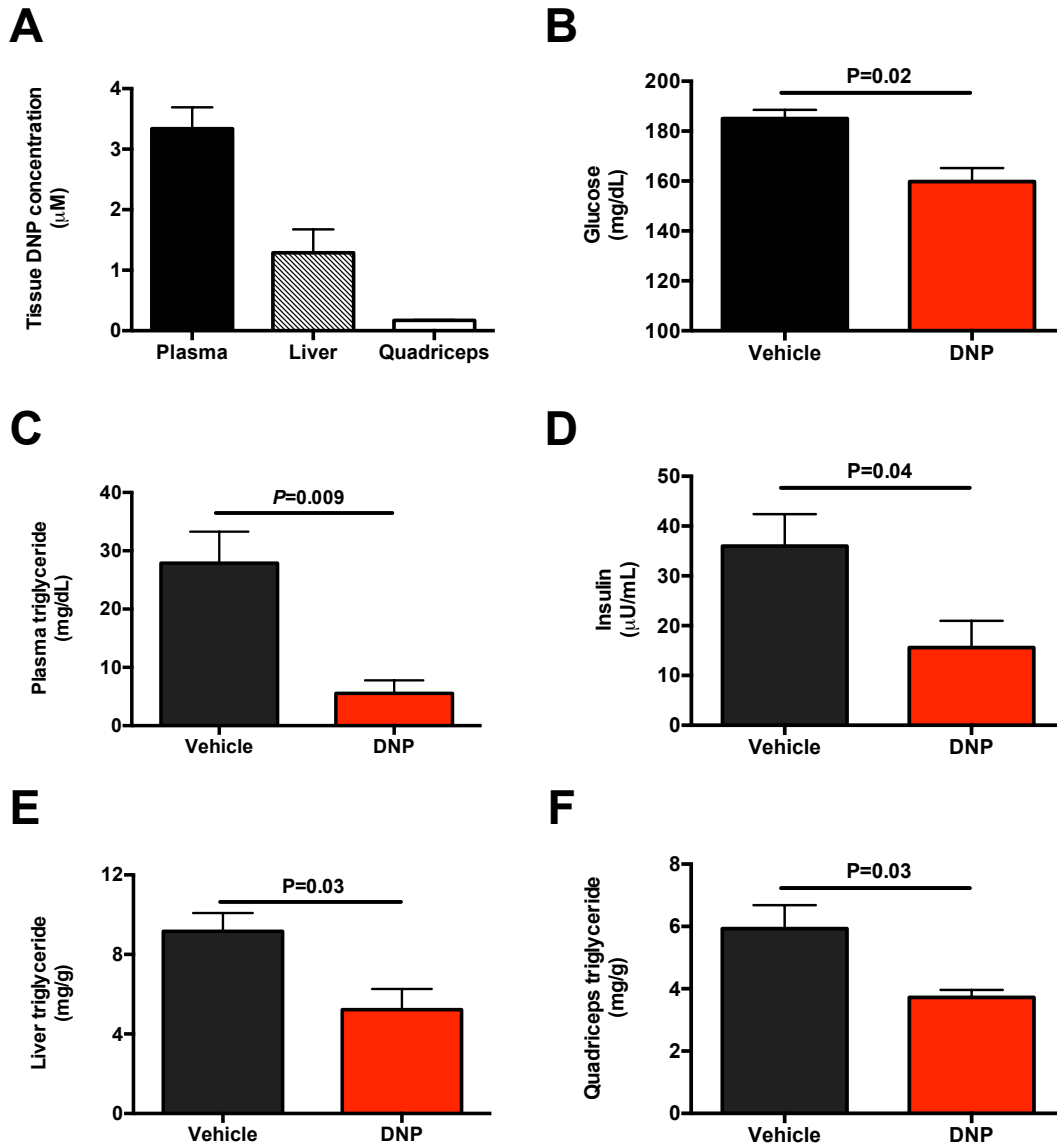 A
Tissue DNP concentration
(μM)
4
3
2
1
0
Plasma Liver Quadriceps
B
P=0.02
Glucose
(mg/dL)
200
180
160
140
120
100
Vehicle DNP
C
P=0.009
Plasma triglyceride
(mg/dL)
40
30
20
10
0
Vehicle DNP
D
P=0.04
Insulin
(μU/mL)
50
40
30
20
10
0
Vehicle DNP
E
P=0.03
Liver triglyceride
(mg/g)
12
8
4
0
Vehicle DNP
F
P=0.03
Quadriceps triglyceride
(mg/g)
8
6
4
2
0
Vehicle DNP